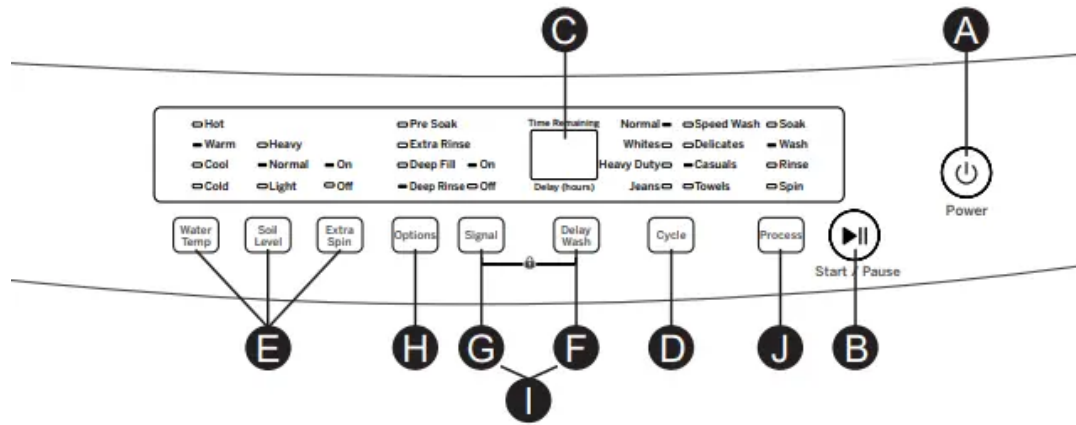 C
A
Hot
Pre Soak
Time Remaining
Normal
Speed Wash
Soak
Warm
Heavy
Extra Rinse
Whites
Delicates
Wash
Cool
Normal
On
Deep Fill
On
Heavy Duty
Casuals
Rinse
Cold
Light
Off
Deep Rinse
Off
Delay (hours)
Jeans
Towels
Spin
Power
Water
Temp
Soil
Level
Extra
Spin
Options
Signal
Delay
Wash
Cycle
Process
Start / Pause
E
H
G
F
D
J
B
I